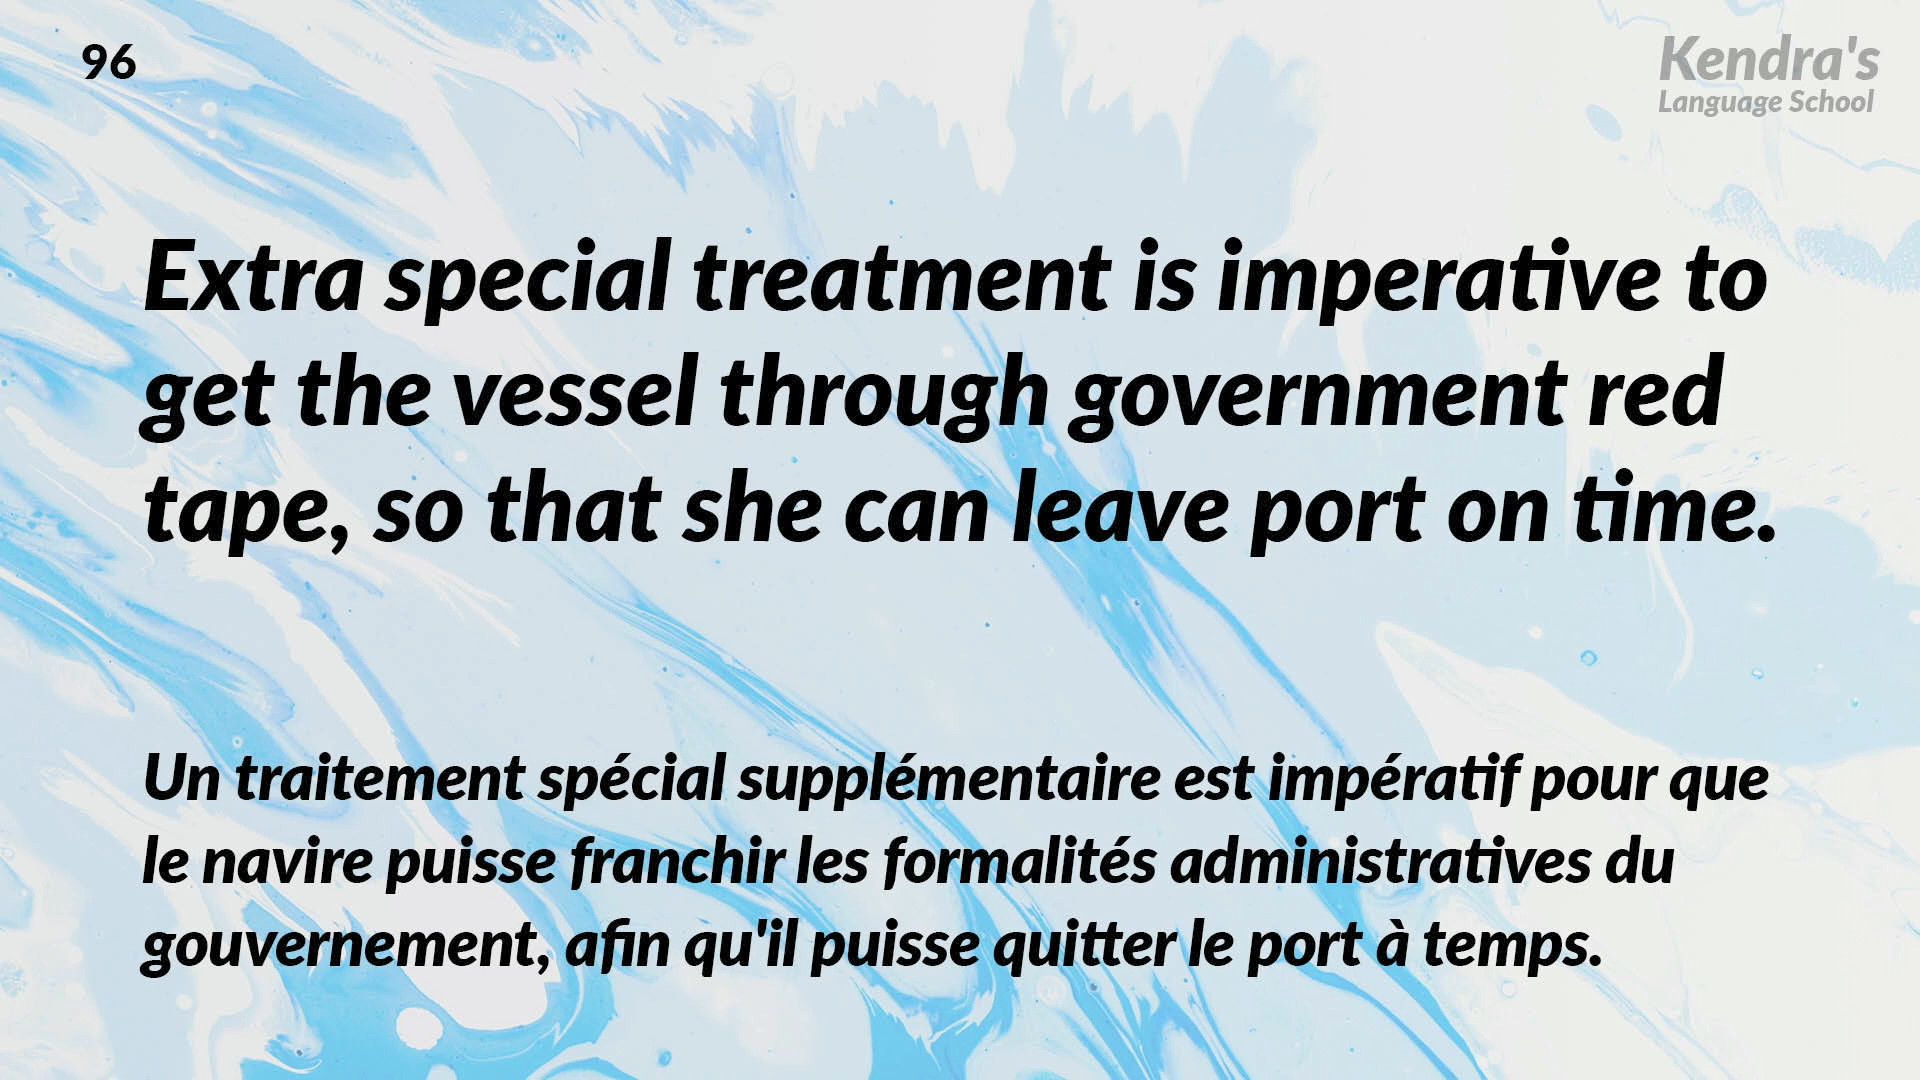 96
Kendra's
Language School
Extra special treatment is imperative to
get the vessel through government red
tape, so that she can leave port on time.
Un traitement spécial supplémentaire est impératif pour que
le navire puisse franchir les formalités administratives du
gouvernement, afin qu'il puisse quitter le port à temps.